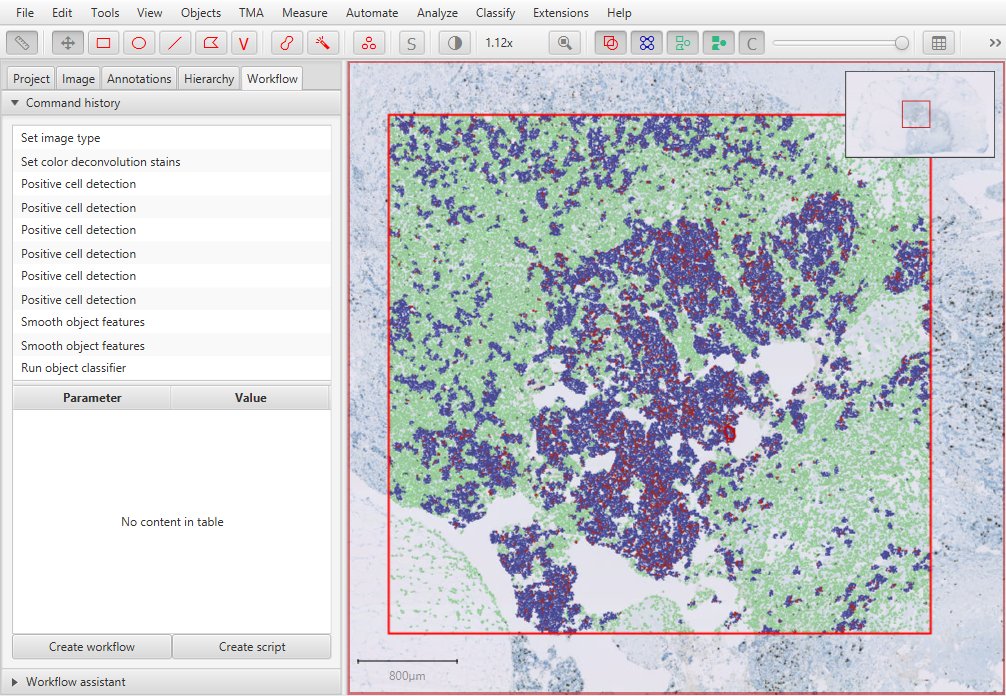 File Edit Tools View Objects TMA Measure Automate Analyze Classify Extensions Help
V S 1.12x C »
Project Image Annotations Hierarchy Workflow
Command history
Set image type
Set color deconvolution stains
Positive cell detection
Positive cell detection
Positive cell detection
Positive cell detection
Positive cell detection
Positive cell detection
Smooth object features
Smooth object features
Run object classifier
Parameter Value
No content in table
Create workflow Create script
Workflow assistant
800µm